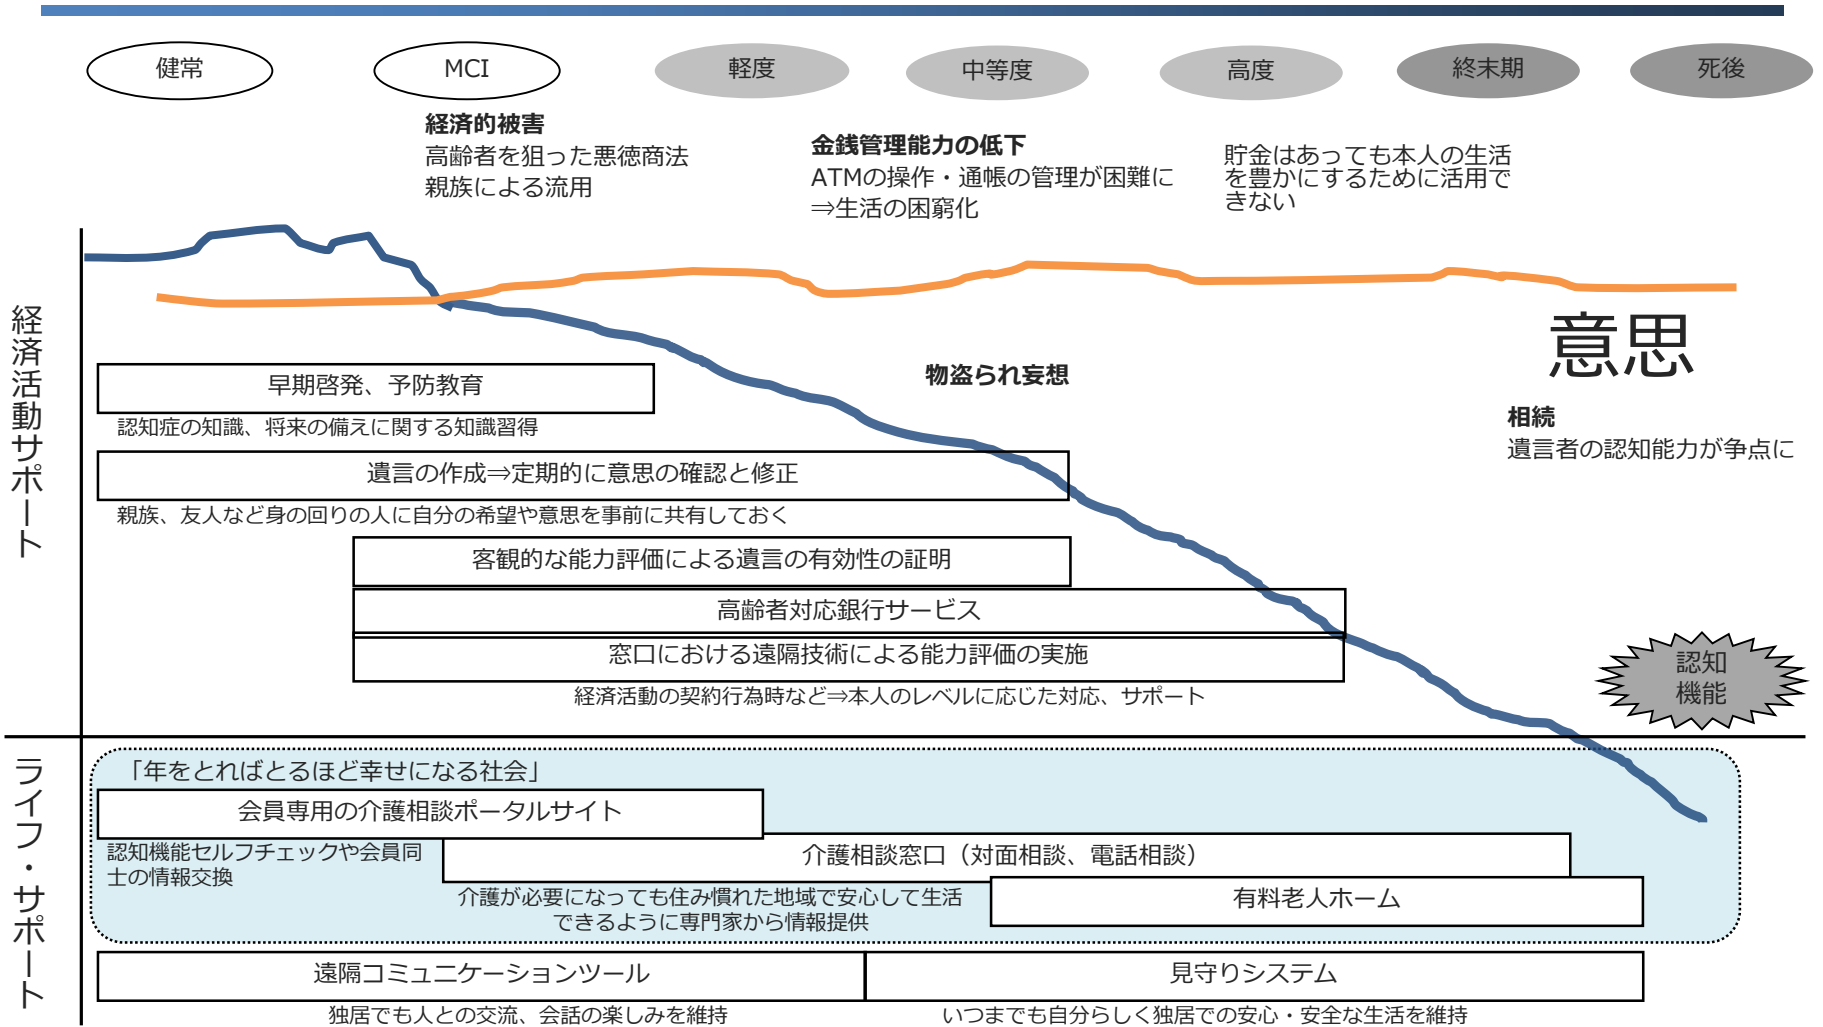 健常
MCI
軽度
中等度
高度
終末期
死後
経済的被害
高齢者を狙った悪徳商法
親族による流用
金銭管理能力の低下
ATMの操作・通帳の管理が困難に
⇒生活の困窮化
貯金はあっても本人の生活
を豊かにするために活用で
きない
経済活動サポート
意思
物盗られ妄想
相続
遺言者の認知能力が争点に
早期啓発、予防教育
認知症の知識、将来の備えに関する知識習得
遺言の作成⇒定期的に意思の確認と修正
親族、友人など身の回りの人に自分の希望や意思を事前に共有しておく
客観的な能力評価による遺言の有効性の証明
高齢者対応銀行サービス
窓口における遠隔技術による能力評価の実施
経済活動の契約行為時など⇒本人のレベルに応じた対応、サポート
認知
機能
ライフ・サポート
「年をとればとるほど幸せになる社会」
会員専用の介護相談ポータルサイト
認知機能セルフチェックや会員同
士の情報交換
介護相談窓口（対面相談、電話相談）
介護が必要になっても住み慣れた地域で安心して生活
できるように専門家から情報提供
有料老人ホーム
遠隔コミュニケーションツール
見守りシステム
独居でも人との交流、会話の楽しみを維持
いつまでも自分らしく独居での安心・安全な生活を維持